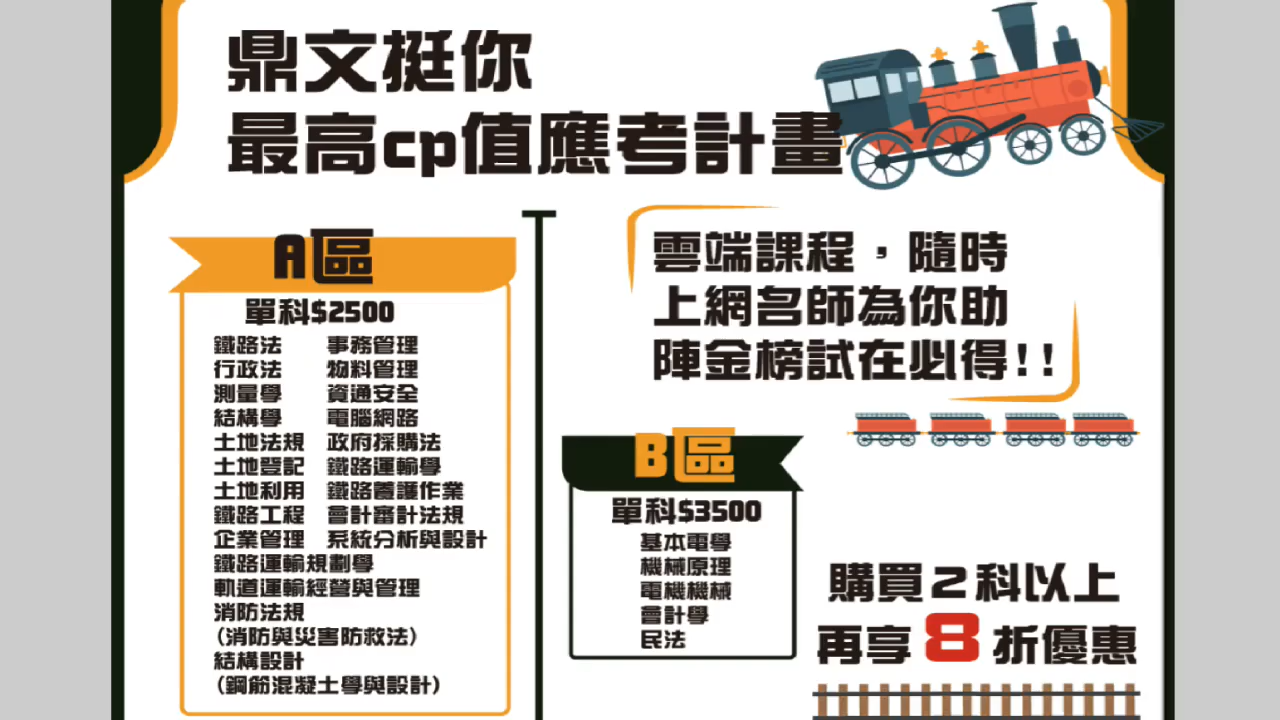 鼎文挺你
最高cp值應考計畫
A區
單科$2500
鐵路法 事務管理
行政法 物料管理
測量學 資通安全
結構學 電腦網路
土地法規 政府採購法
土地登記 鐵路運輸學
土地利用 鐵路養護作業
鐵路工程 會計審計法規
企業管理 系統分析與設計
鐵路運輸規劃學
軌道運輸經營與管理
消防法規
(消防與災害防救法)
結構設計
(鋼筋混凝土學與設計)
雲端課程，隨時
上網名師為你助
陣金榜試在必得!!
B區
單科$3500
基本電學
機械原理
電機機械
會計學
民法
購買2科以上
再享8折優惠